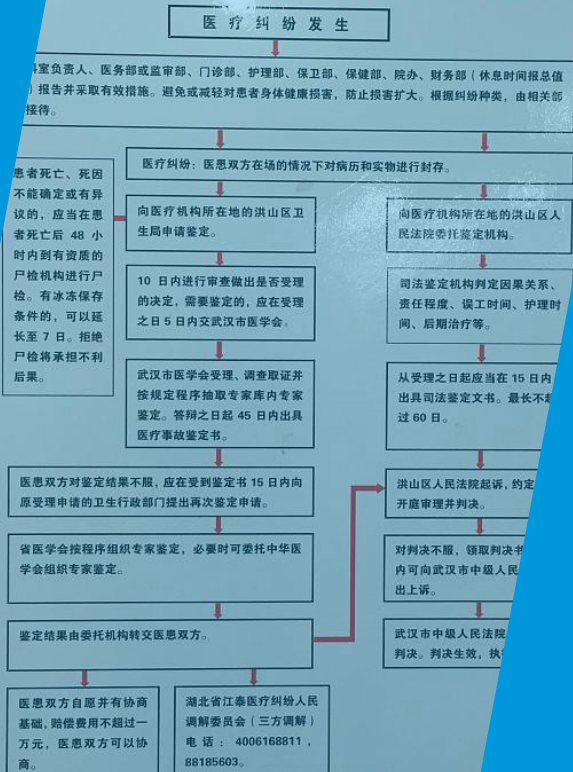 医疗纠纷发生
室负责人、医务部或监审部、门诊部、护理部、保卫部、保健部、院办、财务部（休息时间报总值
）报告并采取有效措施。避免或减轻对患者身体健康损害，防止损害扩大。根据纠纷种类，由相关部
接待。
医疗纠纷：医患双方在场的情况下对病历和实物进行封存。
患者死亡、死因
不能确定或有异
议的，应当在患
者死亡后 48 小
时内到有资质的
尸检机构进行尸
检。有冰冻保存
条件的，可以延
长至 7 日。拒绝
尸检将承担不利
后果。
向医疗机构所在地的洪山区卫
生局申请鉴定。
10 日内进行审查做出是否受理
的决定，需要鉴定的，应在受理
之日 5 日内交武汉市医学会。
武汉市医学会受理、调查取证并
按规定程序抽取专家库内专家
鉴定。答辩之日起 45 日内出具
医疗事故鉴定书。
医患双方对鉴定结果不服，应在受到鉴定书 15 日内向
原受理申请的卫生行政部门提出再次鉴定申请。
省医学会按程序组织专家鉴定，必要时可委托中华医
学会组织专家鉴定。
鉴定结果由委托机构转交医患双方。
医患双方自愿并有协商
基础，赔偿费用不超过一
万元，医患双方可以协
商。
湖北省江泰医疗纠纷人民
调解委员会（三方调解）
电话：4006168811，
88185603。
向医疗机构所在地的洪山区人
民法院委托鉴定机构。
司法鉴定机构判定因果关系、
责任程度、误工时间、护理时
间、后期治疗等。
从受理之日起应当在 15 日内
出具司法鉴定文书。最长不超
过 60 日。
洪山区人民法院起诉，约定
开庭审理并判决。
对判决不服，领取判决书
内可向武汉市中级人民
出上诉。
武汉市中级人民法院
判决。判决生效，执